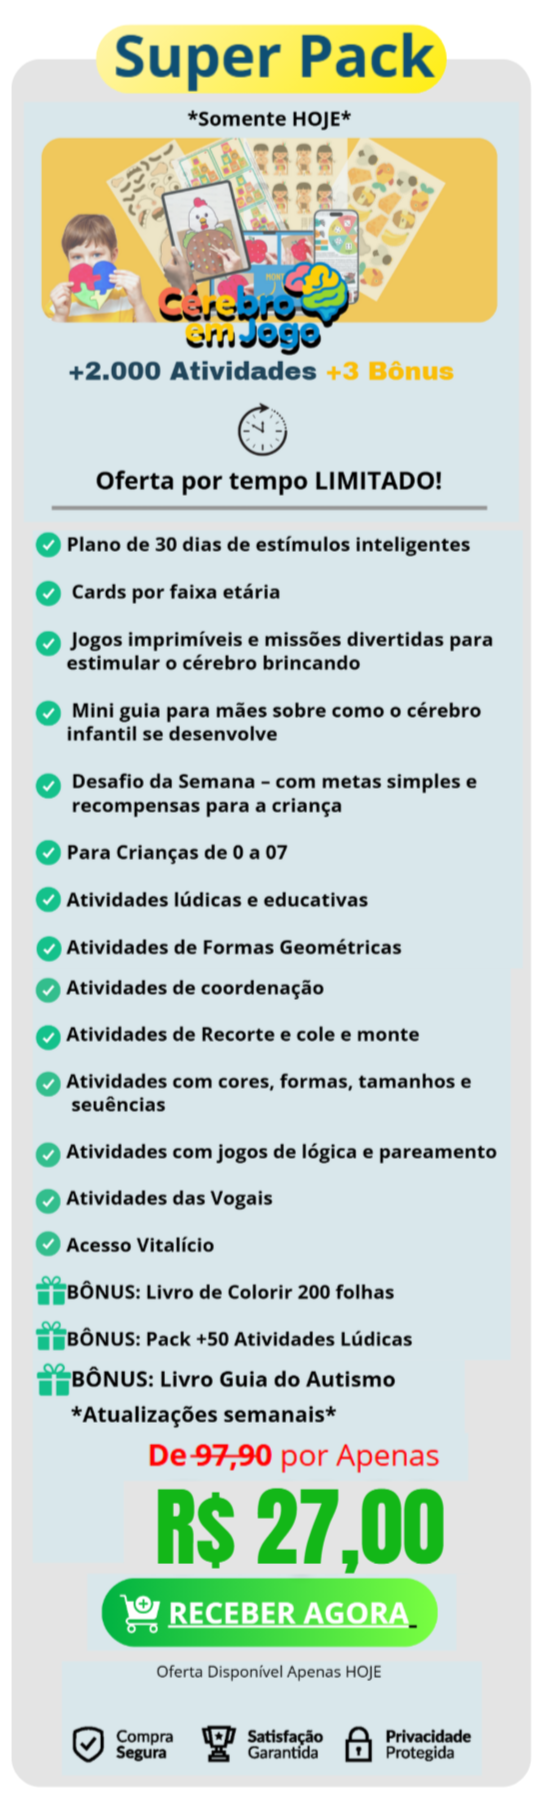 Super Pack
*Somente HOJE*
MONT
Cérebro
em Jogo
+2.000 Atividades +3 Bônus
Oferta por tempo LIMITADO!
Plano de 30 dias de estímulos inteligentes
Cards por faixa etária
Jogos imprimíveis e missões divertidas para
estimular o cérebro brincando
Mini guia para mães sobre como o cérebro
infantil se desenvolve
Desafio da Semana – com metas simples e
recompensas para a criança
Para Crianças de 0 a 07
Atividades lúdicas e educativas
Atividades de Formas Geométricas
Atividades de coordenação
Atividades de Recorte e cole e monte
Atividades com cores, formas, tamanhos e
seuências
Atividades com jogos de lógica e pareamento
Atividades das Vogais
Acesso Vitalício
BÔNUS: Livro de Colorir 200 folhas
BÔNUS: Pack +50 Atividades Lúdicas
BÔNUS: Livro Guia do Autismo
*Atualizações semanais*
De 97,90 por Apenas
R$ 27,00
RECEBER AGORA
Oferta Disponível Apenas HOJE
Compra
Segura
Satisfação
Garantida
Privacidade
Protegida